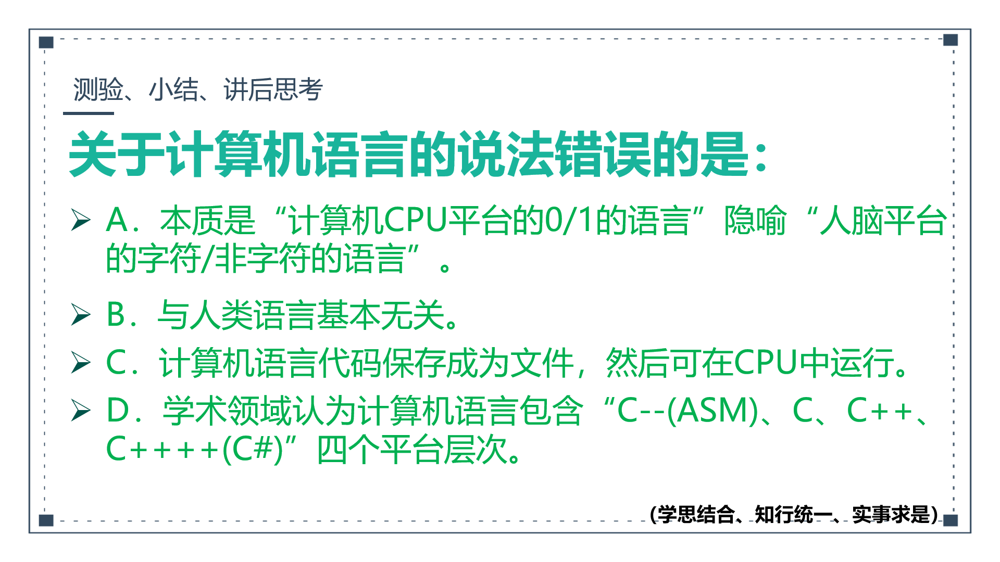 测验、小结、讲后思考
关于计算机语言的说法错误的是：
A．本质是“计算机CPU平台的0/1的语言”隐喻“人脑平台
的字符/非字符的语言”。
B．与人类语言基本无关。
C．计算机语言代码保存成为文件，然后可在CPU中运行。
D．学术领域认为计算机语言包含“C--(ASM)、C、C++、
C++++(C#)”四个平台层次。
（学思结合、知行统一、实事求是）